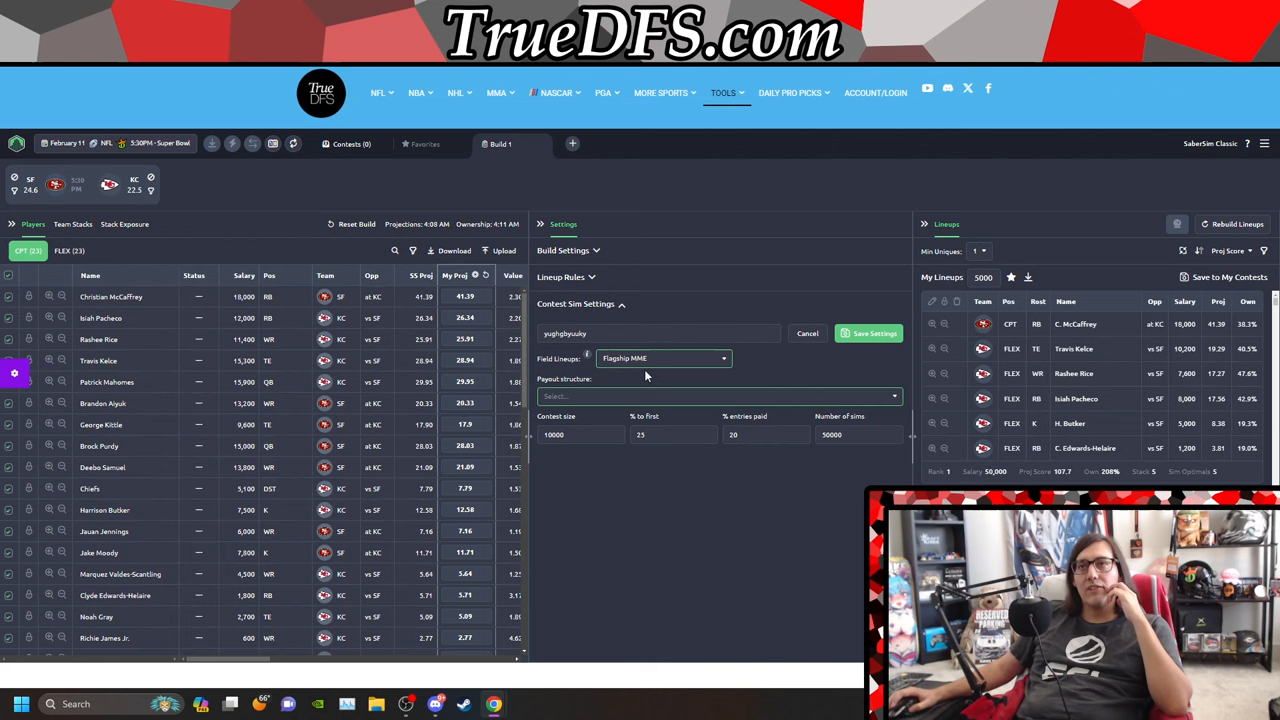 TrueDFS.com
True DFS
NFL NBA NHL MMA NASCAR PGA MORE SPORTS TOOLS DAILY PRO PICKS ACCOUNT/LOGIN
February 11 NFL 5:30PM - Super Bowl Contests (0) Favorites Build 1 SaberSim Classic ?
SF 24.6 5:30 PM KC 22.5
Players Team Stacks Stack Exposure Reset Build Projections: 4:08 AM Ownership: 4:11 AM
CPT (23) FLEX (23) Download Upload
Name Status Salary Pos Team Opp SS Proj My Proj Value
Christian McCaffrey — 18,000 RB SF at KC 41.39 41.39 2.30
Isiah Pacheco — 12,000 RB KC vs SF 26.34 26.34 2.20
Rashee Rice — 11,400 WR KC vs SF 25.91 25.91
Travis Kelce — 15,300 TE KC vs SF 28.94 28.94
Patrick Mahomes — 15,900 QB KC vs SF 29.95 29.95
Brandon Aiyuk — 13,200 WR SF at KC 20.33 20.33
George Kittle — 9,600 TE SF at KC 17.90 17.9
Brock Purdy — 15,600 QB SF at KC 28.03 28.03
Deebo Samuel — 13,800 WR SF at KC 21.09 21.09
Chiefs — 5,100 DST KC vs SF 7.79 7.79
Harrison Butker — 7,500 K KC vs SF 12.58 12.58
Jauan Jennings — 6,000 WR SF at KC 7.16 7.16
Jake Moody — 7,800 K SF at KC 11.71 11.71
Marquez Valdes-Scantling — 4,500 WR KC vs SF 5.64 5.64
Clyde Edwards-Helaire — 1,800 RB KC vs SF 5.71 5.71
Noah Gray — 2,700 TE KC vs SF 5.09 5.09
Richie James Jr. — 600 WR KC vs SF 2.77 2.77 4.62
Settings
Build Settings
Lineup Rules
Contest Sim Settings
yughgbyuuky Cancel Save Settings
Field Lineups: Flagship MME
Payout structure:
Select...
Contest size % to first % entries paid Number of sims
10000 25 20 50000
Lineups Rebuild Lineups
Min Uniques: 1 Proj Score
My Lineups 5000 Save to My Contests
Team Pos Rost Name Opp Salary Proj Own
CPT RB C. McCaffrey at KC 18,000 41.39 38.3%
FLEX TE Travis Kelce vs SF 10,200 19.29 40.5%
FLEX WR Rashee Rice vs SF 7,600 17.27 47.6%
FLEX RB Isiah Pacheco vs SF 8,000 17.56 42.9%
FLEX K H. Butker vs SF 5,000 8.38 19.3%
FLEX RB C. Edwards-Helaire vs SF 1,200 3.81 19.0%
Rank 1 Salary 50,000 Proj Score 107.7 Own 208% Stack 5 Sim Optimals 5
RESERVED
PARKING
Search
66°